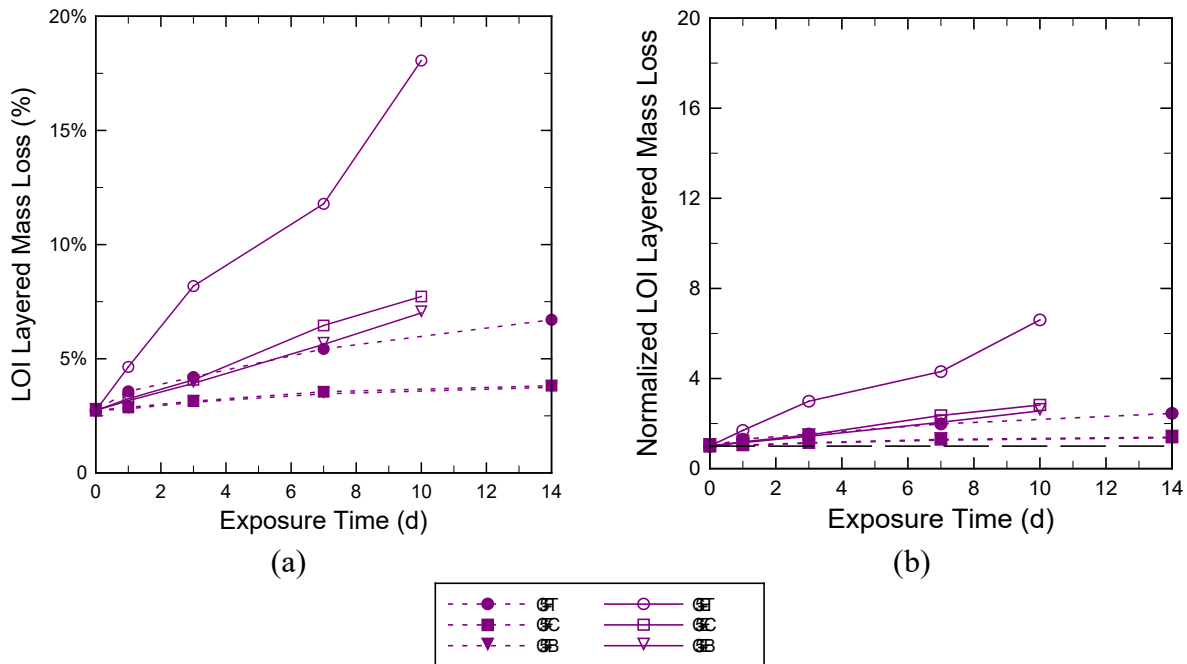 20%
15%
10%
5%
0
LOI Layered Mass Loss (%)
0 2 4 6 8 10 12 14
Exposure Time (d)
(a)
20
16
12
8
4
0
Normalized LOI Layered Mass Loss
0 2 4 6 8 10 12 14
Exposure Time (d)
(b)